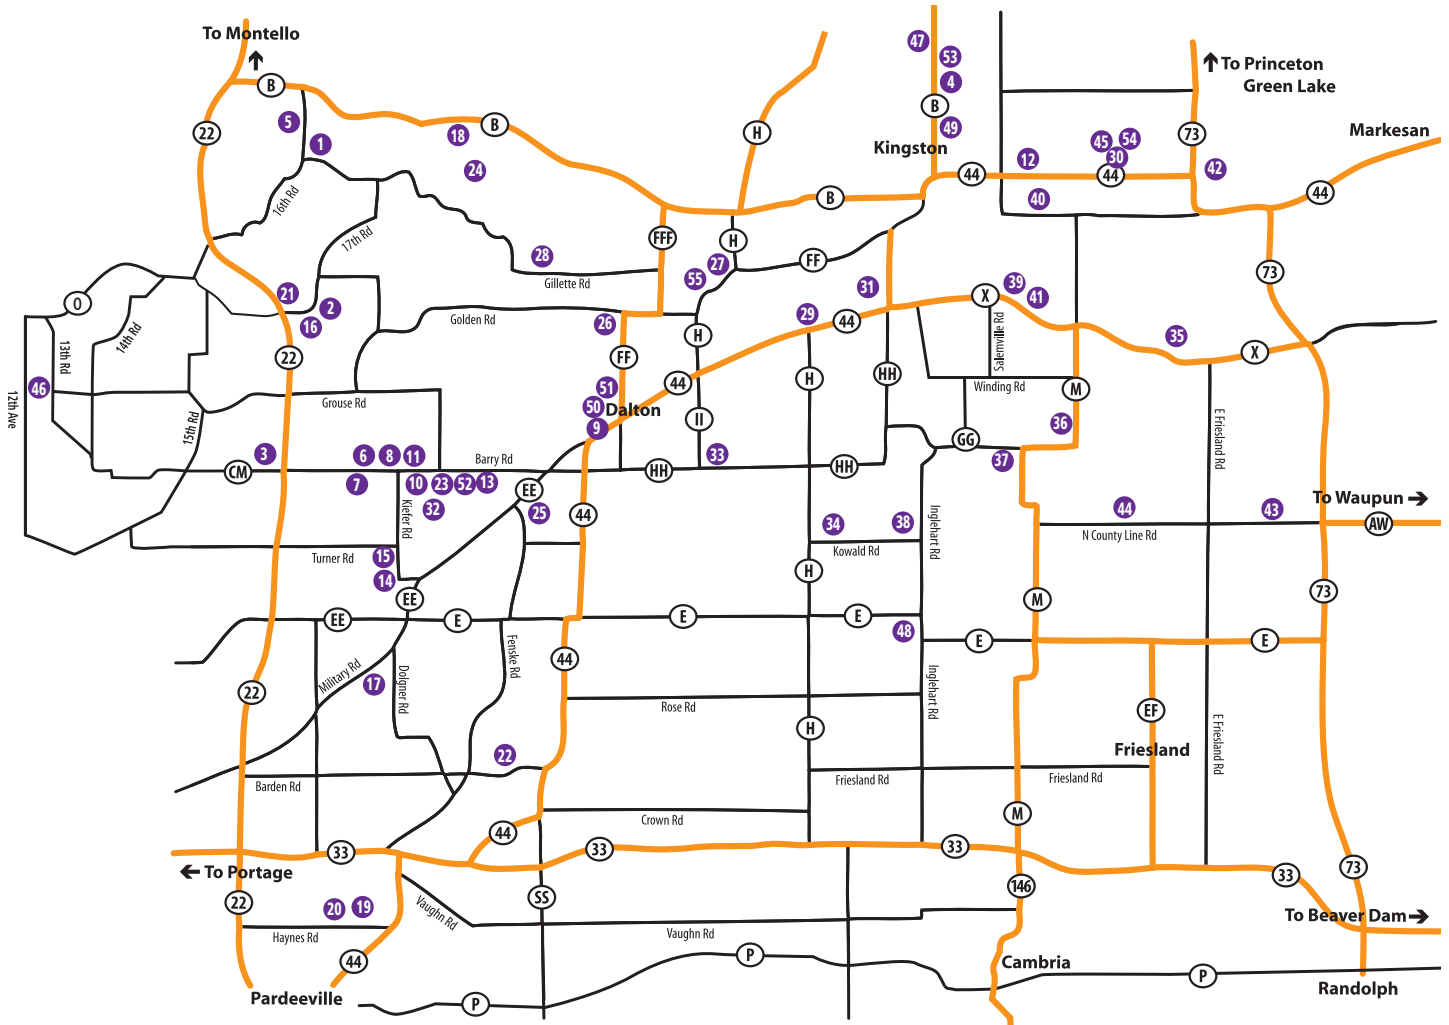 To Montello
47
53
To Princeton
Green Lake
4
B
B
5
22
18
B
H
49
45
54
73
Markesan
1
Kingston
30
24
12
44
44
42
44
16th Rd
B
40
17th Rd
FFF
H
28
27
FF
Gillette Rd
55
73
21
2
O
31
X
39
41
16
14th Rd
Golden Rd
26
29
44
Salemville Rd
13th Rd
22
FF
H
35
X
46
12th Ave
Grouse Rd
51
44
H
HH
Winding Rd
M
50
Dalton
15th Rd
9
II
36
E Friesland Rd
GG
3
6
8
11
Barry Rd
33
37
CM
HH
HH
7
10
23
52
13
EE
To Waupun
Kiefer Rd
32
25
44
34
38
44
43
AW
Inglehart Rd
N County Line Rd
Turner Rd
15
Kowald Rd
14
H
EE
M
73
EE
E
E
E
48
E
E
Fenske Rd
44
Military Rd
Dolgner Rd
17
22
Rose Rd
Inglehart Rd
EF
H
E Friesland Rd
22
Friesland
Barden Rd
Friesland Rd
Friesland Rd
M
Crown Rd
44
33
33
33
To Portage
73
33
146
SS
22
20
19
Vaughn Rd
To Beaver Dam
Haynes Rd
Vaughn Rd
44
P
Cambria
P
Pardeeville
P
Randolph